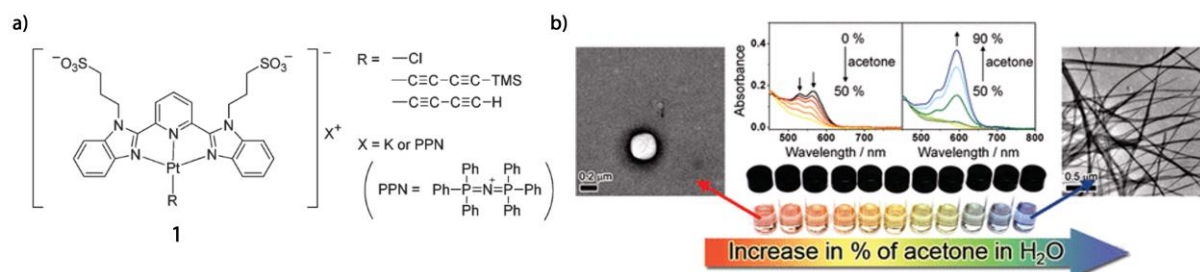 a)
⁻O₃S
SO₃⁻
N
N
N
N
N
Pt
R
−
X⁺
1
R = —Cl
—C≡C—C≡C—TMS
—C≡C—C≡C—H
X = K or PPN
PPN =
Ph
Ph
Ph–P=N⁺=P–Ph
Ph
Ph
b)
0.2 μm
Absorbance
0.4
0.2
0.0
0 %
acetone
50 %
90 %
acetone
50 %
500 600 700
500 600 700 800
Wavelength / nm
Wavelength / nm
0.5 μm
Increase in % of acetone in H₂O